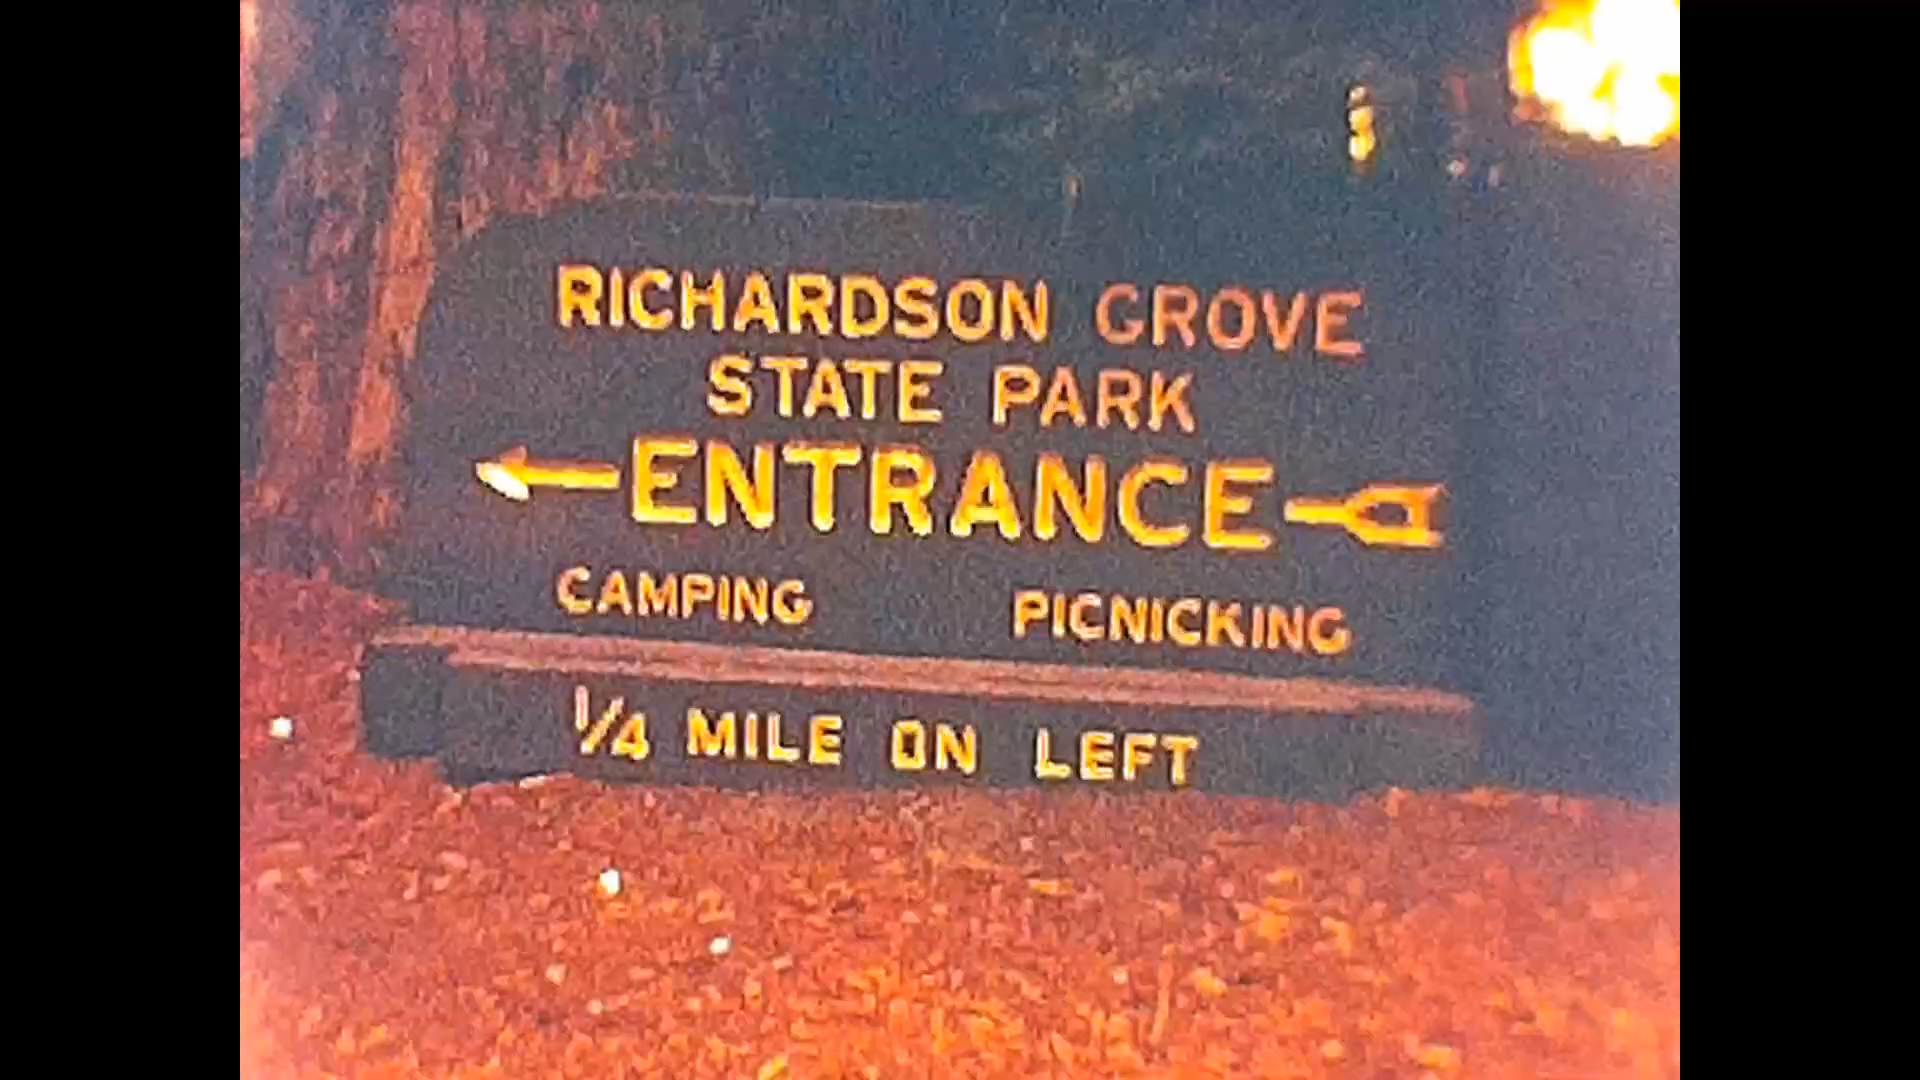 RICHARDSON GROVE
STATE PARK
ENTRANCE
CAMPING PICNICKING
1/4 MILE ON LEFT